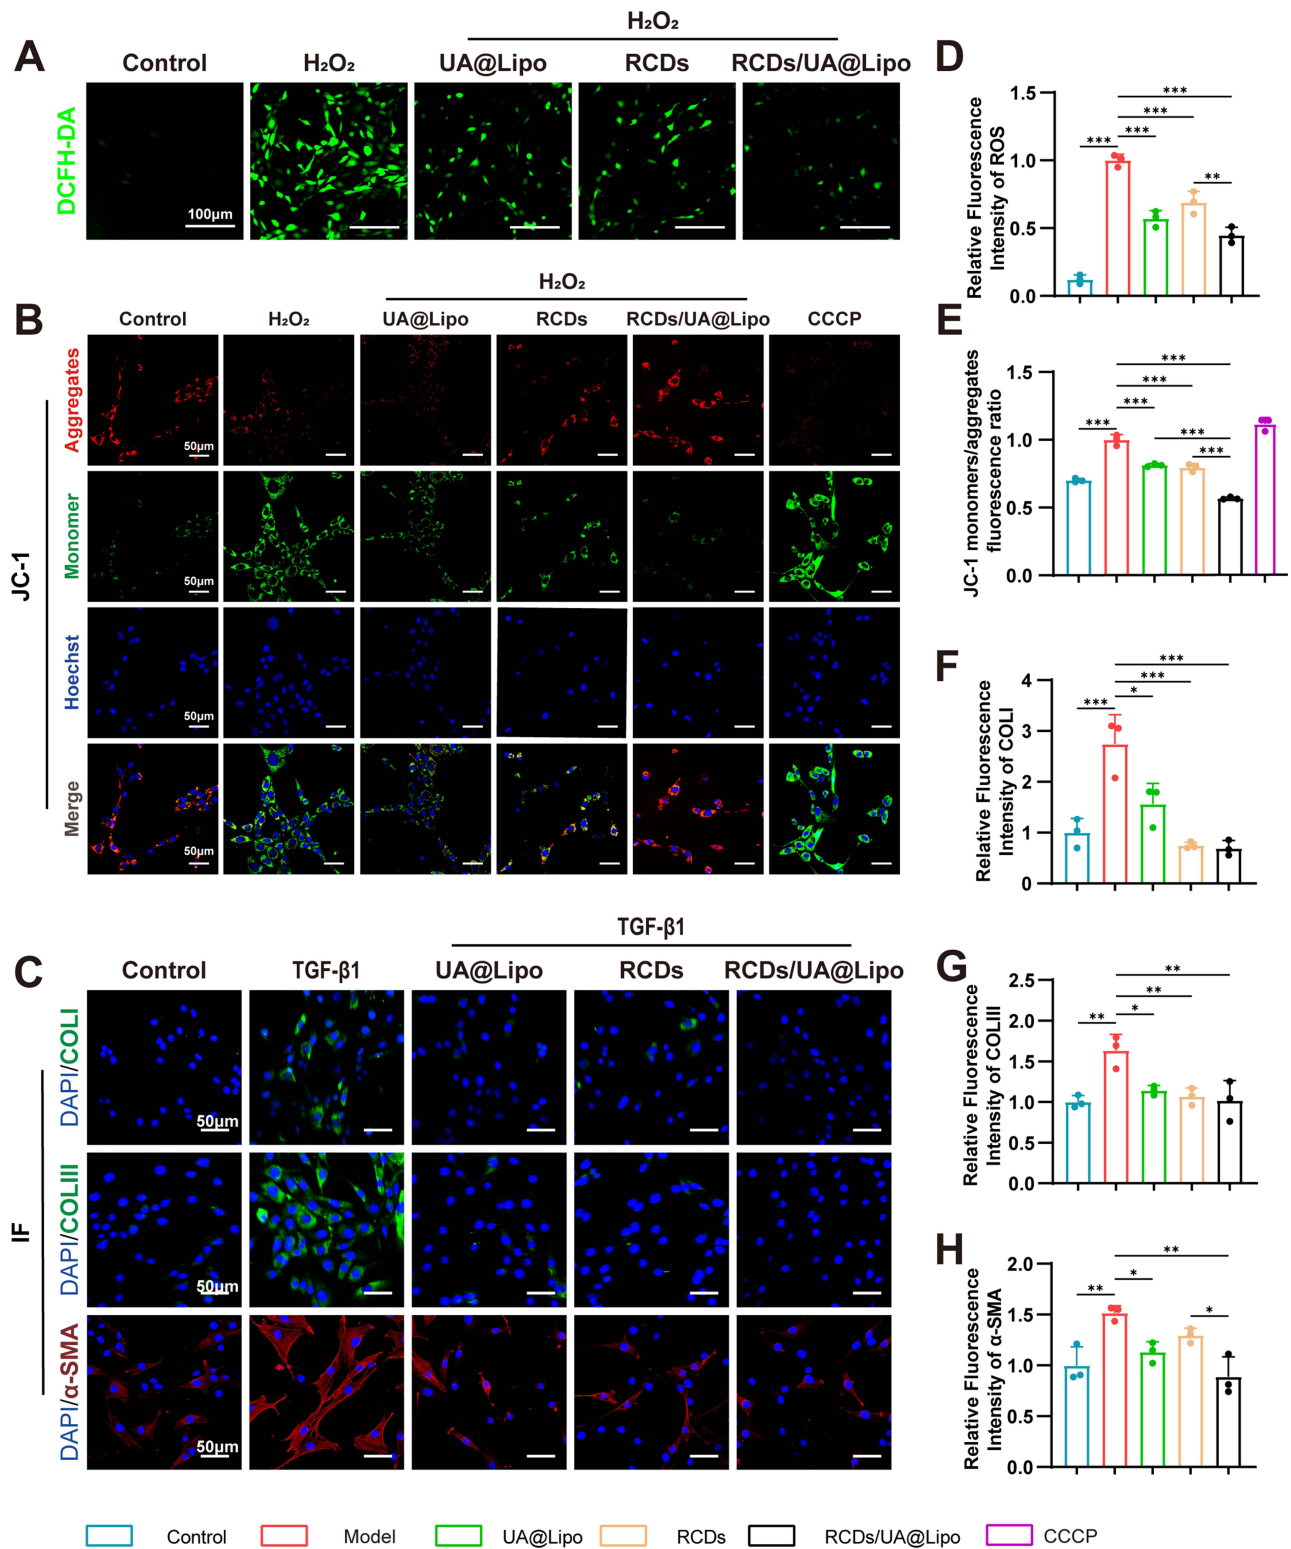 A
H₂O₂
Control H₂O₂ UA@Lipo RCDs RCDs/UA@Lipo
DCFH-DA
100μm
B
H₂O₂
Control H₂O₂ UA@Lipo RCDs RCDs/UA@Lipo CCCP
JC-1
Aggregates
50μm
Monomer
50μm
Hoechst
50μm
Merge
50μm
C
TGF-β1
Control TGF-β1 UA@Lipo RCDs RCDs/UA@Lipo
IF
DAPI/COLI
50μm
DAPI/COLIII
50μm
DAPI/α-SMA
50μm
D
Relative Fluorescence
Intensity of ROS
1.5
1.0
0.5
0.0
***
***
*** ***
**
E
JC-1 monomers/aggregates
fluorescence ratio
1.5
1.0
0.5
0.0
***
***
***
***
***
***
F
Relative Fluorescence
Intensity of COLI
4
3
2
1
0
***
***
*
***
G
Relative Fluorescence
Intensity of COLIII
2.5
2.0
1.5
1.0
0.5
0.0
**
**
*
**
H
Relative Fluorescence
Intensity of α-SMA
2.0
1.5
1.0
0.5
0.0
**
*
**
*
Control Model UA@Lipo RCDs RCDs/UA@Lipo CCCP